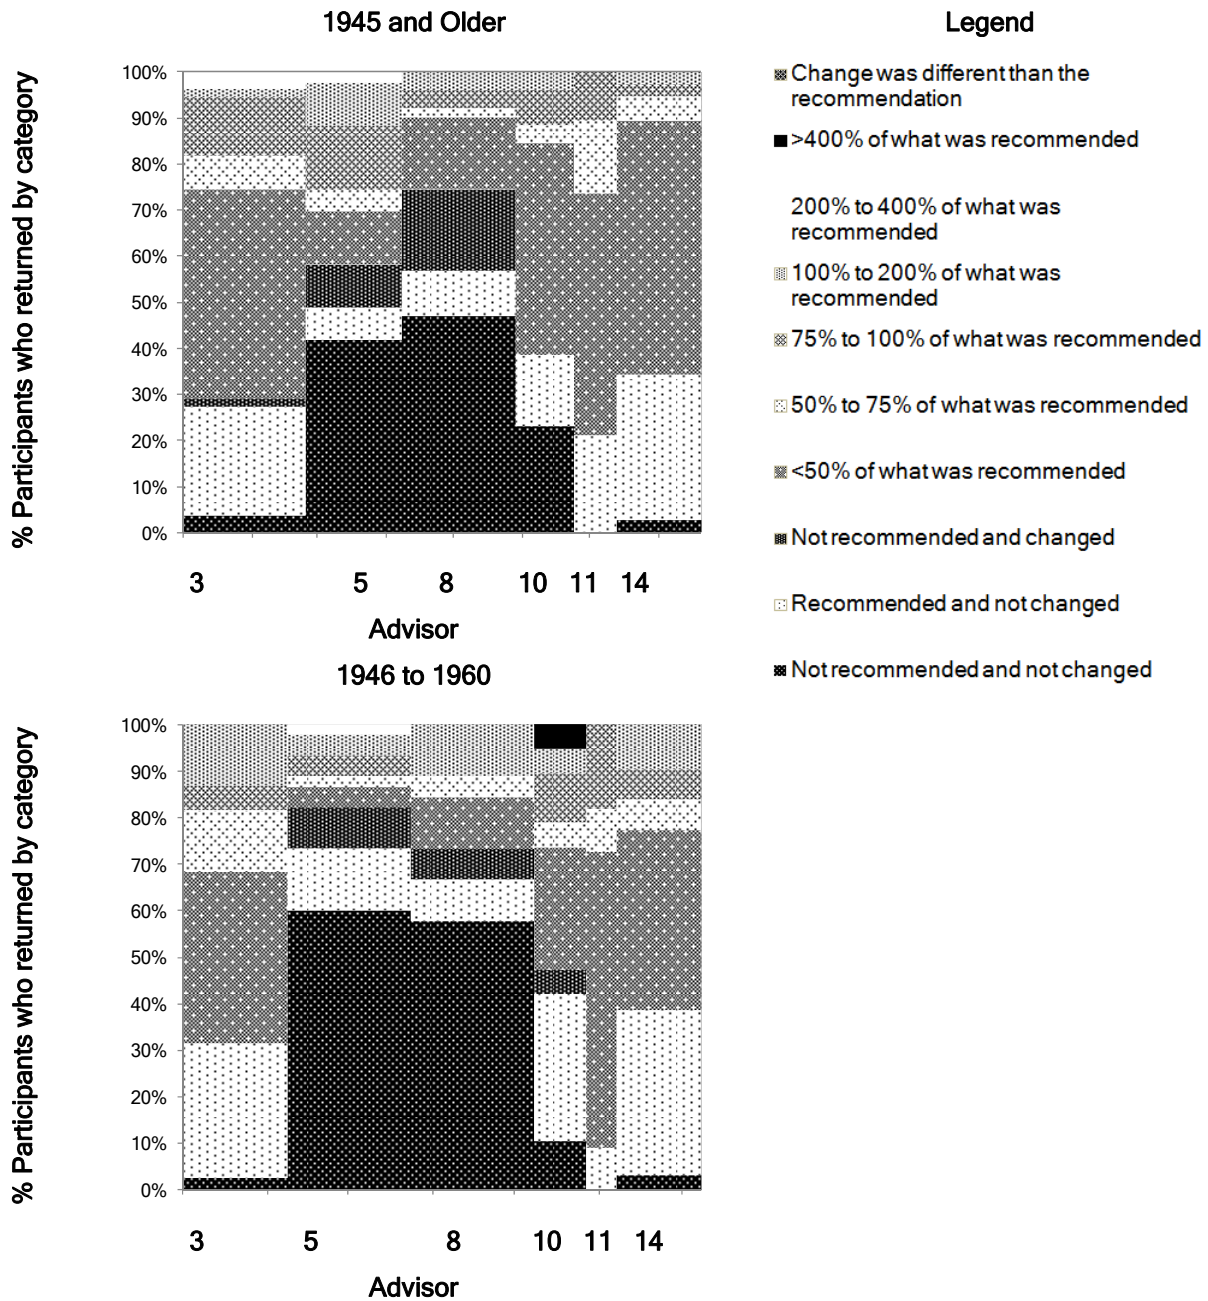 1945 and Older
% Participants who returned by category
100%
90%
80%
70%
60%
50%
40%
30%
20%
10%
0%
3 5 8 10 11 14
Advisor
Legend
Change was different than the
recommendation
>400% of what was recommended
200% to 400% of what was
recommended
100% to 200% of what was
recommended
75% to 100% of what was recommended
50% to 75% of what was recommended
<50% of what was recommended
Not recommended and changed
Recommended and not changed
Not recommended and not changed
1946 to 1960
% Participants who returned by category
100%
90%
80%
70%
60%
50%
40%
30%
20%
10%
0%
3 5 8 10 11 14
Advisor